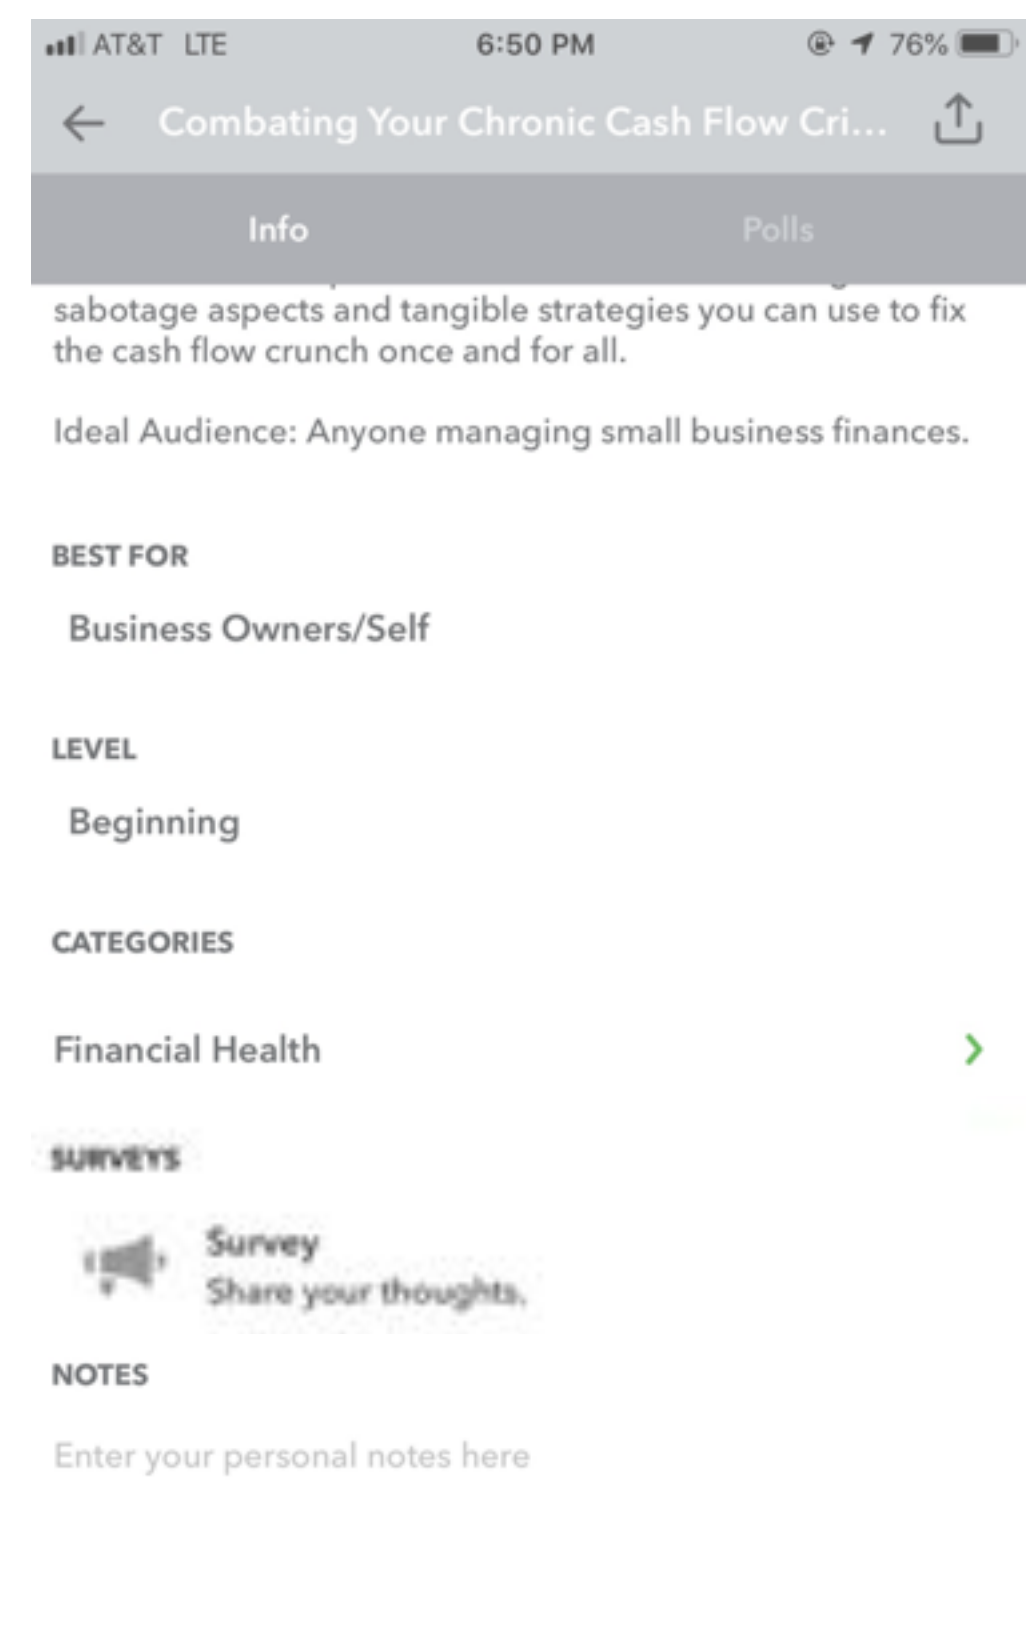 AT&T LTE 6:50 PM 76%
Combating Your Chronic Cash Flow Cri...
Info Polls
sabotage aspects and tangible strategies you can use to fix
the cash flow crunch once and for all.
Ideal Audience: Anyone managing small business finances.
BEST FOR
Business Owners/Self
LEVEL
Beginning
CATEGORIES
Financial Health
SURVEYS
Survey
Share your thoughts.
NOTES
Enter your personal notes here